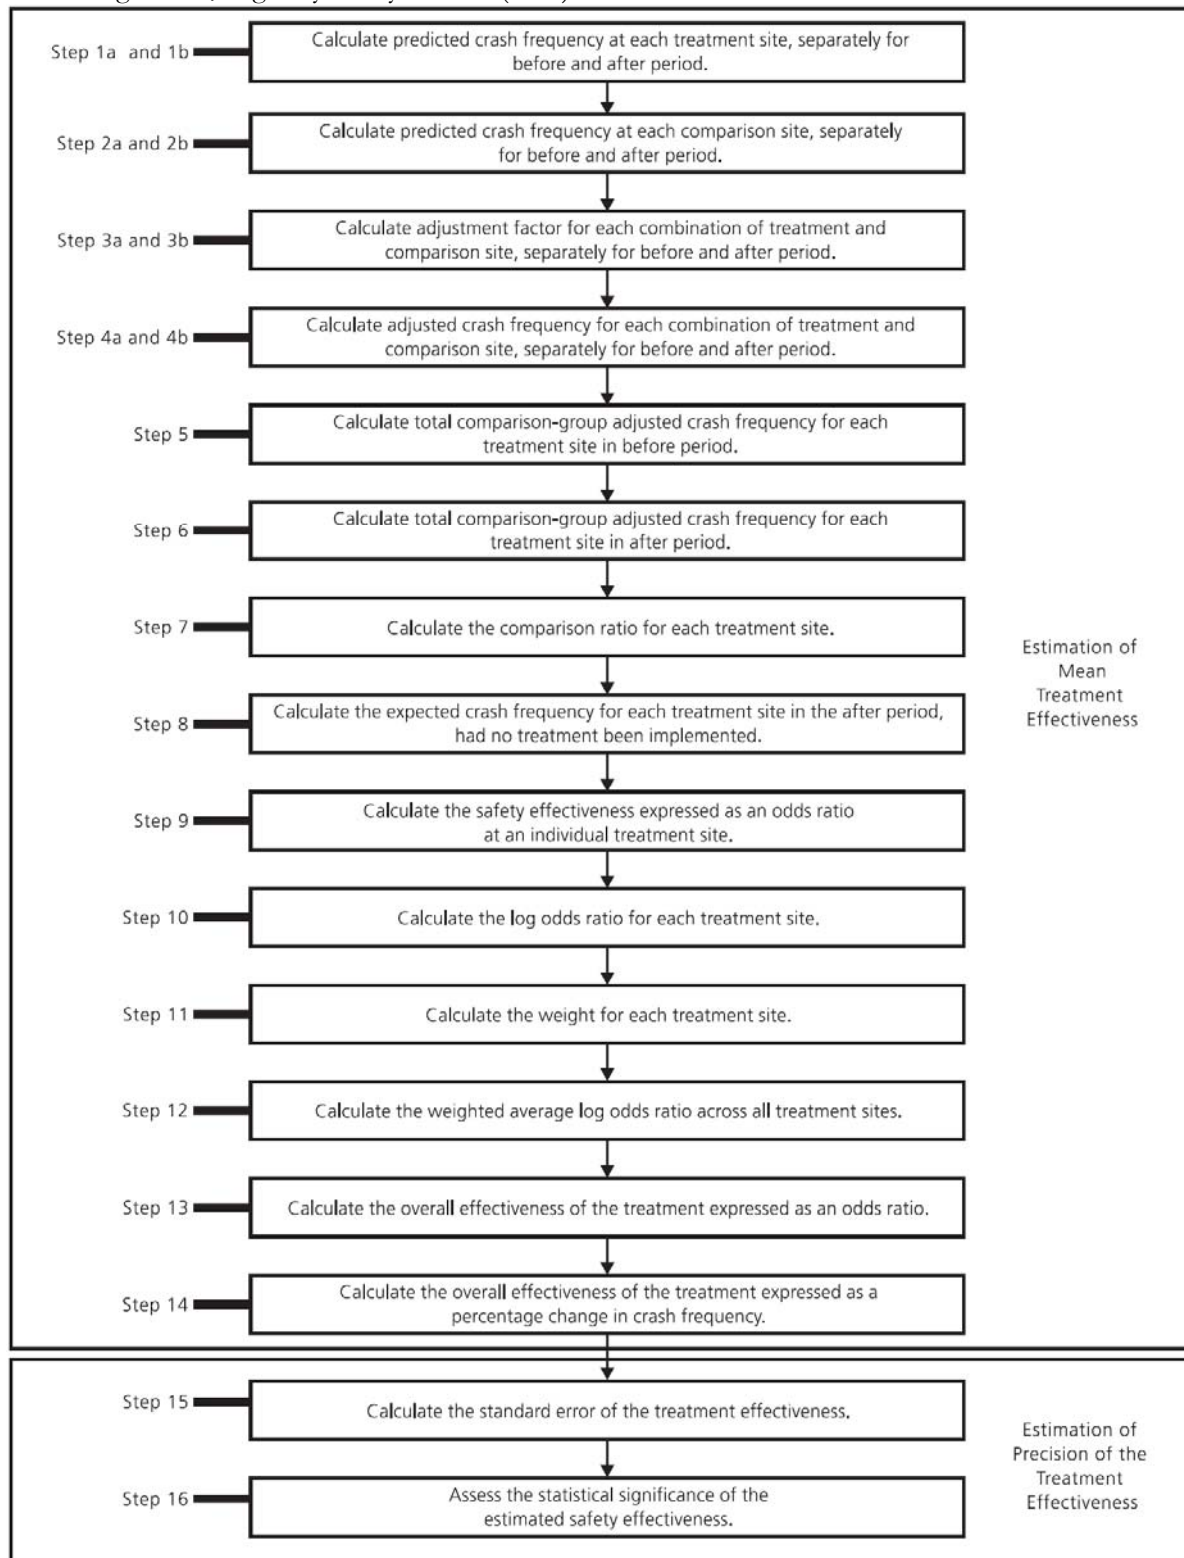 Step 1a and 1b
Calculate predicted crash frequency at each treatment site, separately for
before and after period.
Step 2a and 2b
Calculate predicted crash frequency at each comparison site, separately
for before and after period.
Step 3a and 3b
Calculate adjustment factor for each combination of treatment and
comparison site, separately for before and after period.
Step 4a and 4b
Calculate adjusted crash frequency for each combination of treatment and
comparison site, separately for before and after period.
Step 5
Calculate total comparison-group adjusted crash frequency for each
treatment site in before period.
Step 6
Calculate total comparison-group adjusted crash frequency for each
treatment site in after period.
Step 7
Calculate the comparison ratio for each treatment site.
Step 8
Calculate the expected crash frequency for each treatment site in the after period,
had no treatment been implemented.
Step 9
Calculate the safety effectiveness expressed as an odds ratio
at an individual treatment site.
Step 10
Calculate the log odds ratio for each treatment site.
Step 11
Calculate the weight for each treatment site.
Step 12
Calculate the weighted average log odds ratio across all treatment sites.
Step 13
Calculate the overall effectiveness of the treatment expressed as an odds ratio.
Step 14
Calculate the overall effectiveness of the treatment expressed as a
percentage change in crash frequency.
Estimation of
Mean
Treatment
Effectiveness
Step 15
Calculate the standard error of the treatment effectiveness.
Step 16
Assess the statistical significance of the
estimated safety effectiveness.
Estimation of
Precision of the
Treatment
Effectiveness